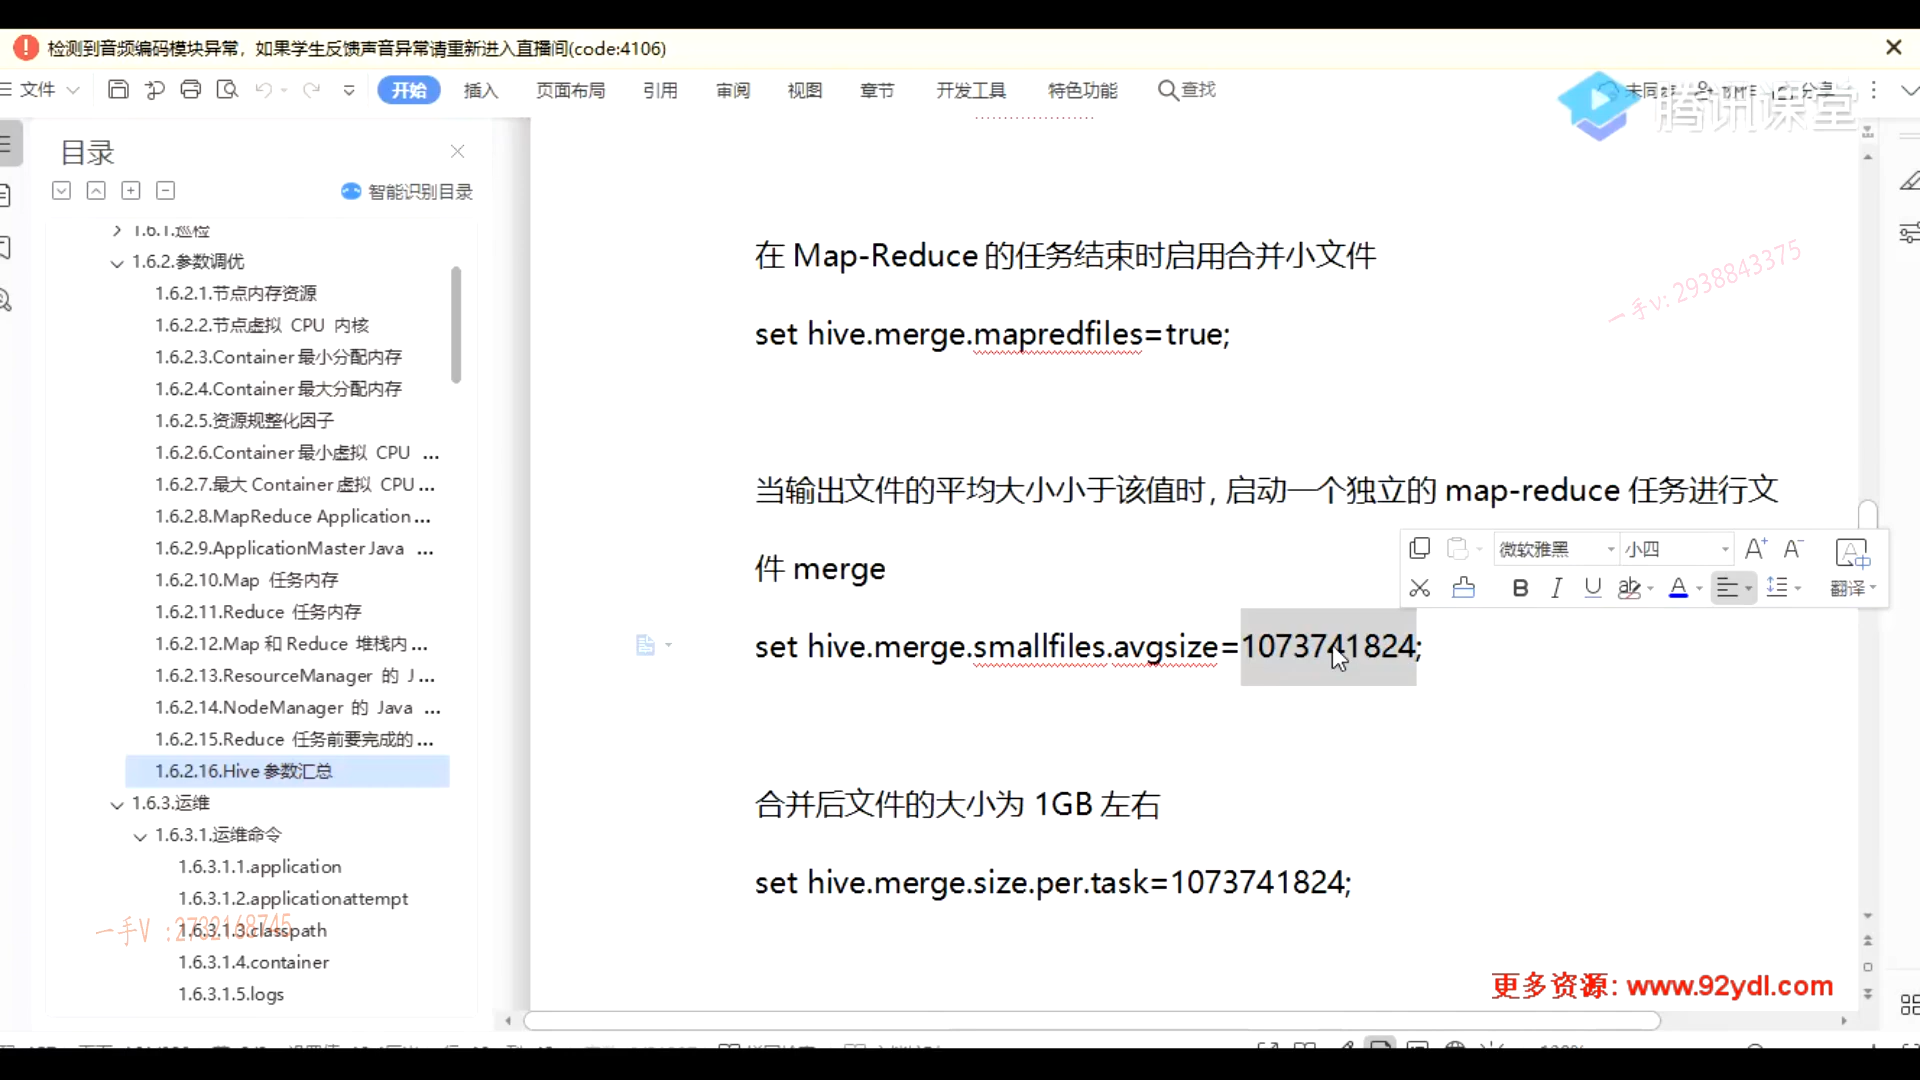 检测到音频编码模块异常，如果学生反馈声音异常请重新进入直播间(code:4106)
文件 开始 插入 页面布局 引用 审阅 视图 章节 开发工具 特色功能 查找
腾讯课堂
目录
智能识别目录
1.6.1.巡检
1.6.2.参数调优
1.6.2.1.节点内存资源
1.6.2.2.节点虚拟 CPU 内核
1.6.2.3.Container 最小分配内存
1.6.2.4.Container 最大分配内存
1.6.2.5.资源规整化因子
1.6.2.6.Container 最小虚拟 CPU ...
1.6.2.7.最大 Container 虚拟 CPU ...
1.6.2.8.MapReduce Application ...
1.6.2.9.ApplicationMaster Java ...
1.6.2.10.Map 任务内存
1.6.2.11.Reduce 任务内存
1.6.2.12.Map 和 Reduce 堆栈内 ...
1.6.2.13.ResourceManager 的 J ...
1.6.2.14.NodeManager 的 Java ...
1.6.2.15.Reduce 任务前要完成的 ...
1.6.2.16.Hive 参数汇总
1.6.3.运维
1.6.3.1.运维命令
1.6.3.1.1.application
1.6.3.1.2.applicationattempt
1.6.3.1.3.classpath
1.6.3.1.4.container
1.6.3.1.5.logs
一手V :2732168745
在 Map-Reduce 的任务结束时启用合并小文件
一手v: 2938843375
set hive.merge.mapredfiles=true;
当输出文件的平均大小小于该值时，启动一个独立的 map-reduce 任务进行文
件 merge
微软雅黑 小四
翻译
set hive.merge.smallfiles.avgsize=1073741824;
合并后文件的大小为 1GB 左右
set hive.merge.size.per.task=1073741824;
更多资源: www.92ydl.com